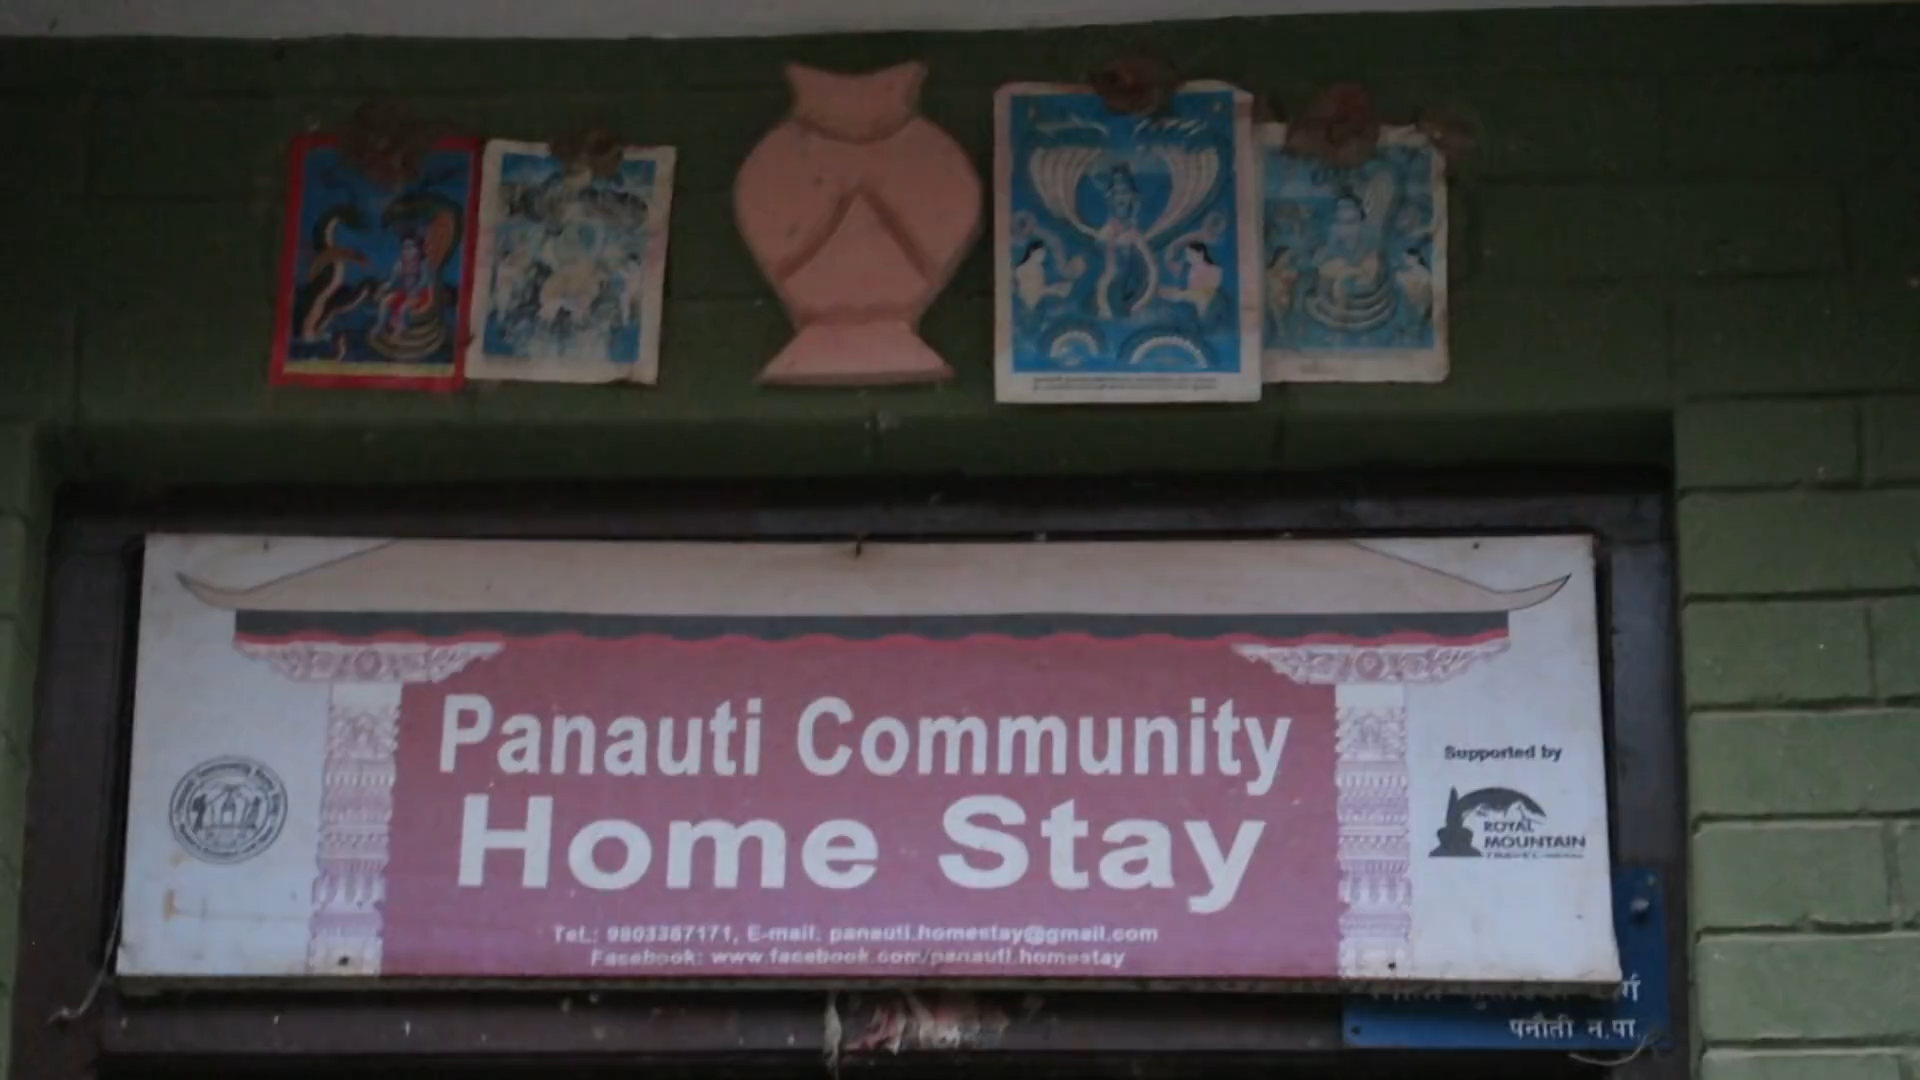 Panauti Community
Home Stay
Tel.: 9803367171, E-mail: panauti.homestay@gmail.com
Facebook: www.facebook.com/panauti.homestay
Supported by
ROYAL
MOUNTAIN
TRAVEL
पनौती न.पा.